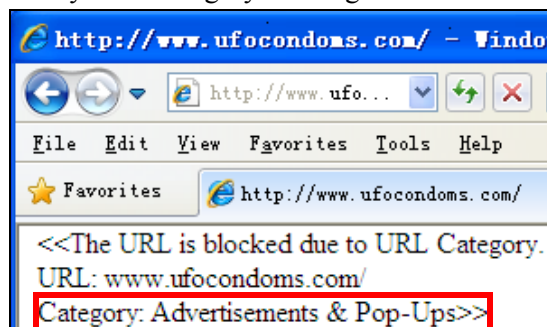 http://www.ufocondoms.com/ - Windo
http://www.ufo...
File Edit View Favorites Tools Help
Favorites http://www.ufocondoms.com/
<<The URL is blocked due to URL Category.
URL: www.ufocondoms.com/
Category: Advertisements & Pop-Ups>>